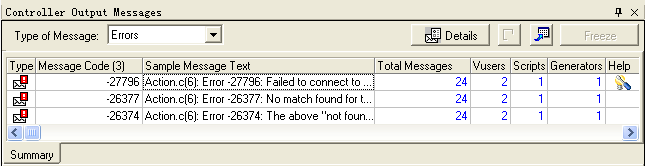 Controller Output Messages
Type of Message: Errors Details Freeze
Type Message Code (3) Sample Message Text Total Messages Vusers Scripts Generators Help
-27796 Action.c(6): Error -27796: Failed to connect to ... 24 2 1 1
-26377 Action.c(6): Error -26377: No match found for t... 24 2 1 1
-26374 Action.c(6): Error -26374: The above "not foun... 24 2 1 1
Summary